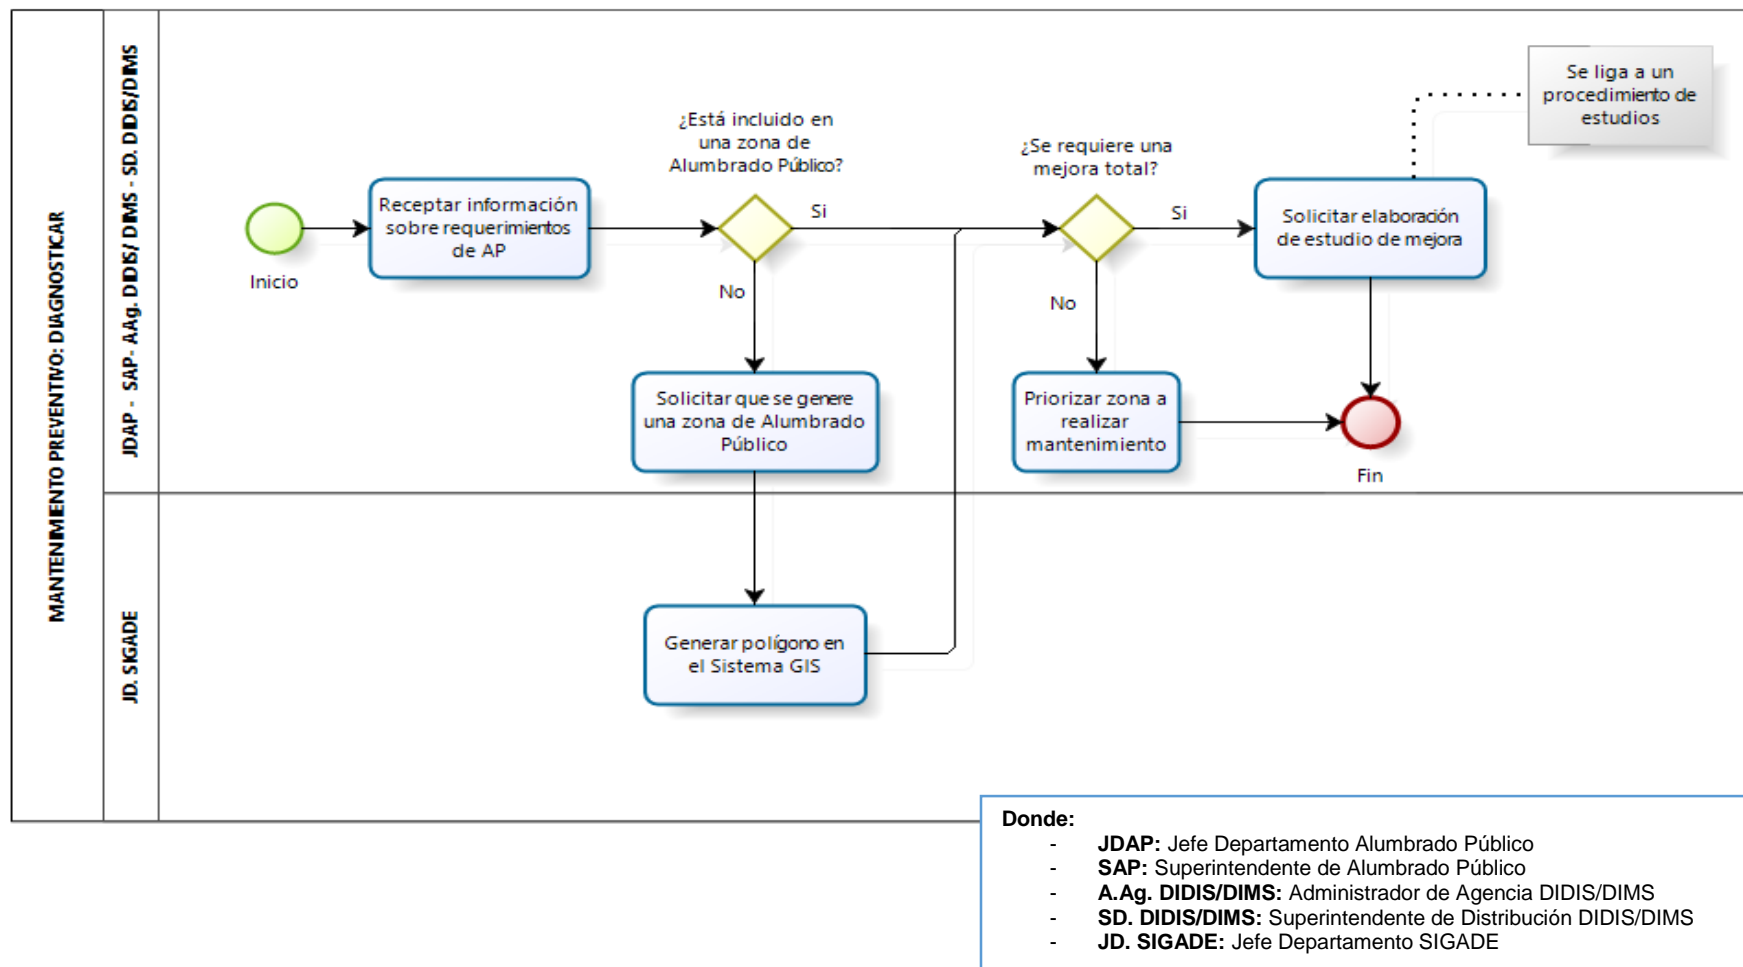 MANTENIMIENTO PREVENTIVO: DIAGNOSTICAR
JDAP - SAP- AAg. DIDIS/ DIMS - SD. DIDIS/DIMS
JD. SIGADE
Inicio
Receptar información
sobre requerimientos
de AP
¿Está incluido en
una zona de
Alumbrado Público?
Si
No
Solicitar que se genere
una zona de Alumbrado
Público
Generar polígono en
el Sistema GIS
¿Se requiere una
mejora total?
Si
No
Priorizar zona a
realizar
mantenimiento
Solicitar elaboración
de estudio de mejora
Se liga a un
procedimiento de
estudios
Fin
Donde:
- JDAP: Jefe Departamento Alumbrado Público
- SAP: Superintendente de Alumbrado Público
- A.Ag. DIDIS/DIMS: Administrador de Agencia DIDIS/DIMS
- SD. DIDIS/DIMS: Superintendente de Distribución DIDIS/DIMS
- JD. SIGADE: Jefe Departamento SIGADE